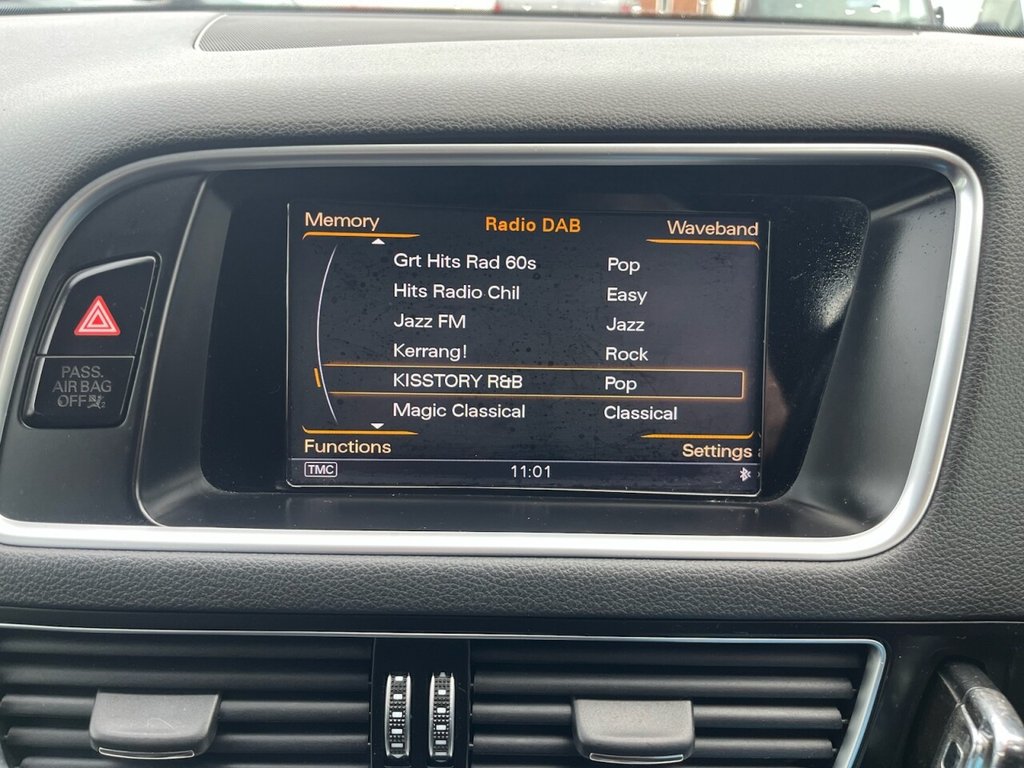 Memory Radio DAB Waveband
Grt Hits Rad 60s Pop
Hits Radio Chil Easy
Jazz FM Jazz
Kerrang! Rock
KISSTORY R&B Pop
Magic Classical Classical
Functions Settings
TMC 11:01
PASS.
AIR BAG
OFF